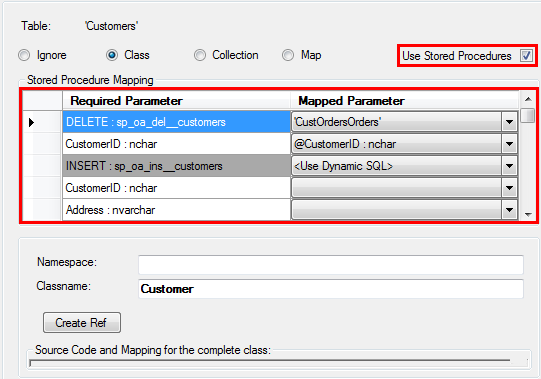 Table: 'Customers'
Ignore Class Collection Map Use Stored Procedures
Stored Procedure Mapping
Required Parameter Mapped Parameter
DELETE : sp_oa_del__customers 'CustOrdersOrders'
CustomerID : nchar @CustomerID : nchar
INSERT : sp_oa_ins__customers <Use Dynamic SQL>
CustomerID : nchar
Address : nvarchar
Namespace:
Classname: Customer
Create Ref
Source Code and Mapping for the complete class: